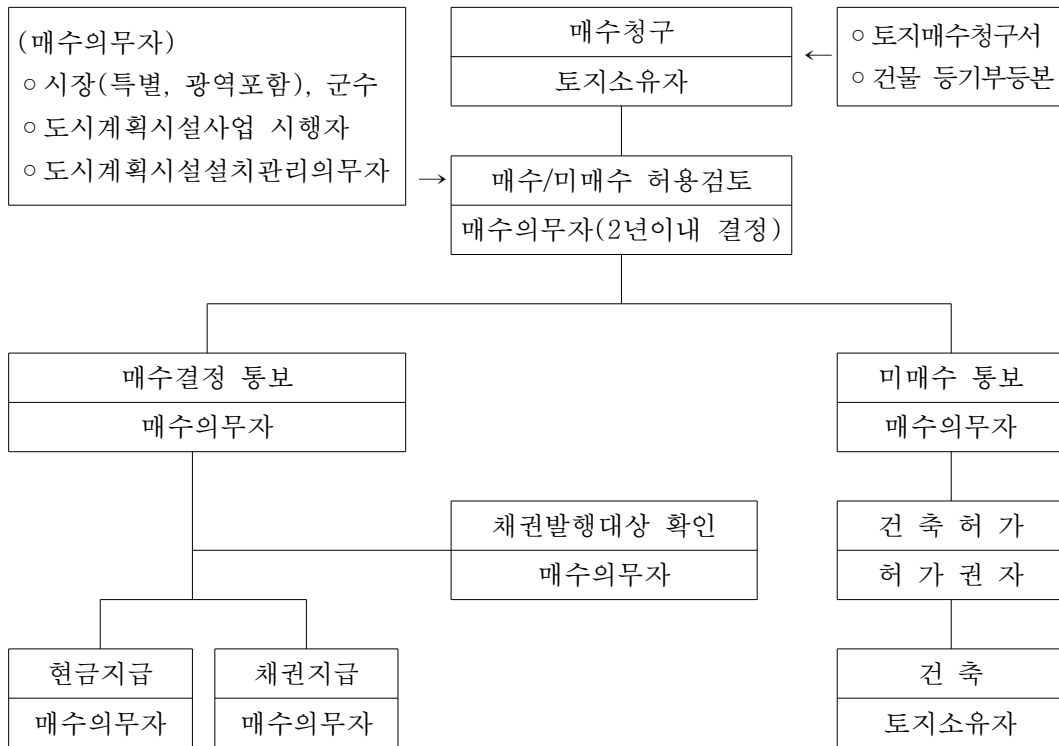 (매수의무자)
○ 시장(특별, 광역포함), 군수
○ 도시계획시설사업 시행자
○ 도시계획시설설치관리의무자
→
매수청구
토지소유자
←
○ 토지매수청구서
○ 건물 등기부등본
매수/미매수 허용검토
매수의무자(2년이내 결정)
매수결정 통보
매수의무자
미매수 통보
매수의무자
채권발행대상 확인
매수의무자
건 축 허 가
허 가 권 자
현금지급
매수의무자
채권지급
매수의무자
건 축
토지소유자